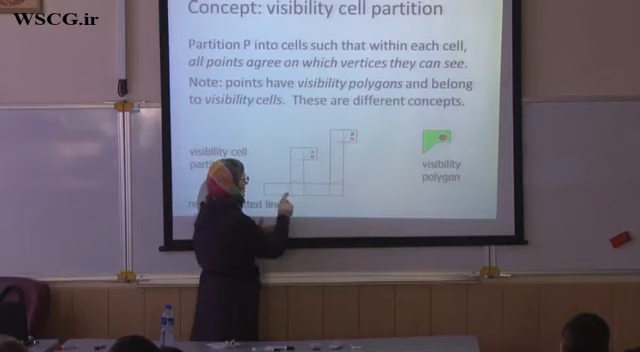 WSCG.ir
Concept: visibility cell partition
Partition P into cells such that within each cell,
all points agree on which vertices they can see.
Note: points have visibility polygons and belong
to visibility cells. These are different concepts.
visibility cell
visibility
polygon